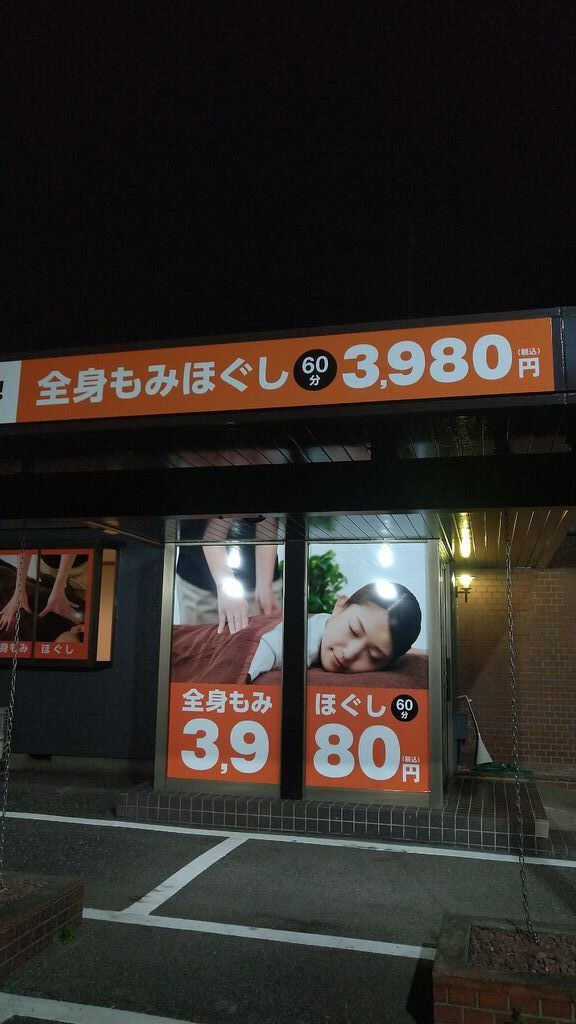 !
全身もみほぐし 60分 3,980円(税込)
全身もみ ほぐし 60分
3,980円(税込)
身もみ ほぐし